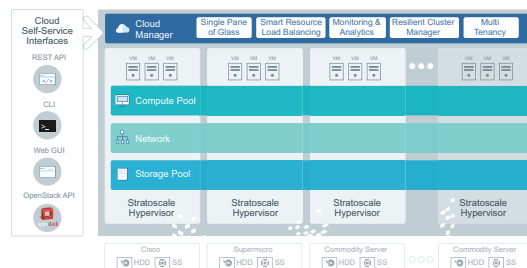 Cloud
Self-Service
Interfaces
REST API
CLI
>_
Web GUI
OpenStack API
Cloud
Manager
Single Pane
of Glass
Smart Resource
Load Balancing
Monitoring &
Analytics
Resilient Cluster
Manager
Multi
Tenancy
VM VM VM
VM VM VM
VM VM VM
VM VM VM
Compute Pool
Network
Storage Pool
Stratoscale
Hypervisor
Stratoscale
Hypervisor
Stratoscale
Hypervisor
Stratoscale
Hypervisor
Cisco
HDD SS
Supermicro
HDD SS
Commodity Server
HDD SS
Commodity Server
HDD SS